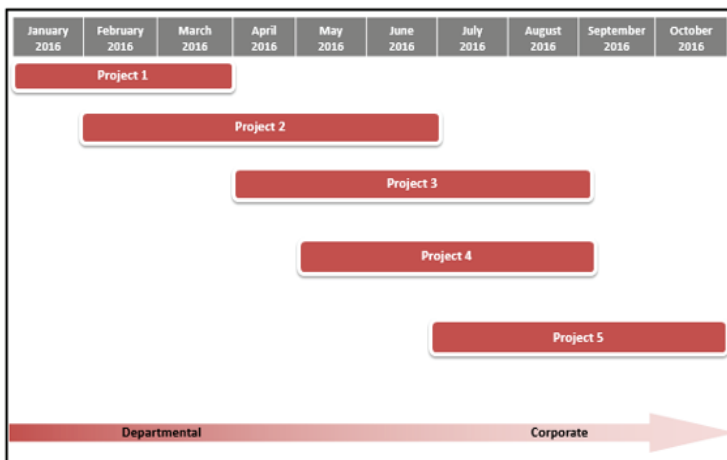 January February March April May June July August September October
2016 2016 2016 2016 2016 2016 2016 2016 2016 2016
Project 1
Project 2
Project 3
Project 4
Project 5
Departmental Corporate